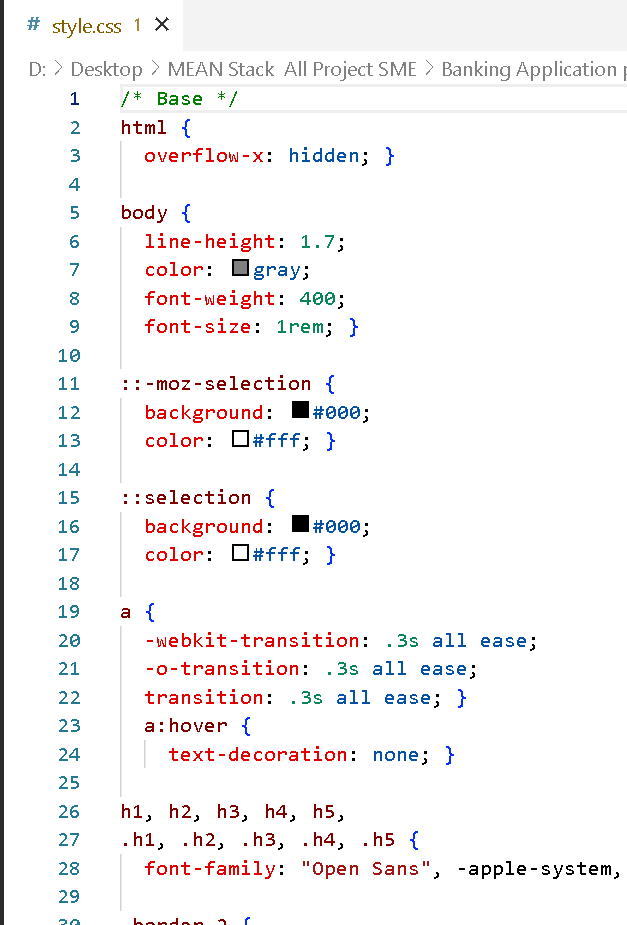 # style.css 1 ×
D: > Desktop > MEAN Stack All Project SME > Banking Application
1 /* Base */
2 html {
3   overflow-x: hidden; }
4
5 body {
6   line-height: 1.7;
7   color: gray;
8   font-weight: 400;
9   font-size: 1rem; }
10
11 ::-moz-selection {
12   background: #000;
13   color: #fff; }
14
15 ::selection {
16   background: #000;
17   color: #fff; }
18
19 a {
20   -webkit-transition: .3s all ease;
21   -o-transition: .3s all ease;
22   transition: .3s all ease; }
23   a:hover {
24     text-decoration: none; }
25
26 h1, h2, h3, h4, h5,
27 .h1, .h2, .h3, .h4, .h5 {
28   font-family: "Open Sans", -apple-system,
29
30